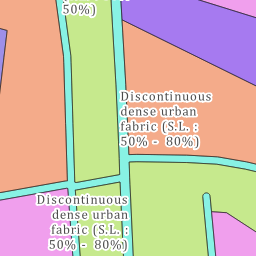 50%)
Discontinuous
dense urban
fabric (S.L. :
50% - 80%)
Discontinuous
dense urban
fabric (S.L. :
50% - 80%)